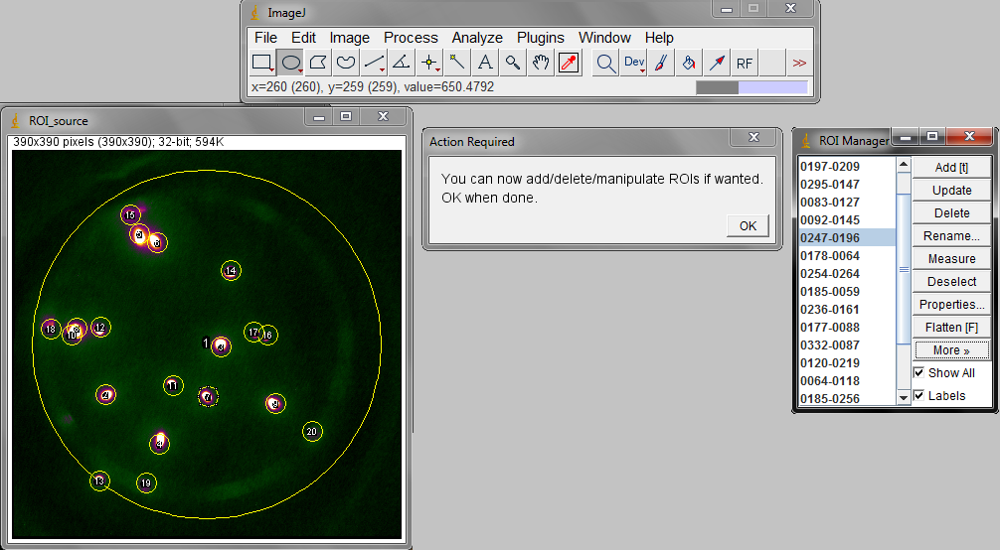 ImageJ
File Edit Image Process Analyze Plugins Window Help
Dev RF >>
x=260 (260), y=259 (259), value=650.4792
ROI_source
390x390 pixels (390x390); 32-bit; 594K
15
14
18
12
10
17
16
1
11
7
9
4
20
13
19
Action Required
You can now add/delete/manipulate ROIs if wanted.
OK when done.
OK
ROI Manager
0197-0209
0295-0147
0083-0127
0092-0145
0247-0196
0178-0064
0254-0264
0185-0059
0236-0161
0177-0088
0332-0087
0120-0219
0064-0118
0185-0256
Add [t]
Update
Delete
Rename...
Measure
Deselect
Properties...
Flatten [F]
More »
Show All
Labels